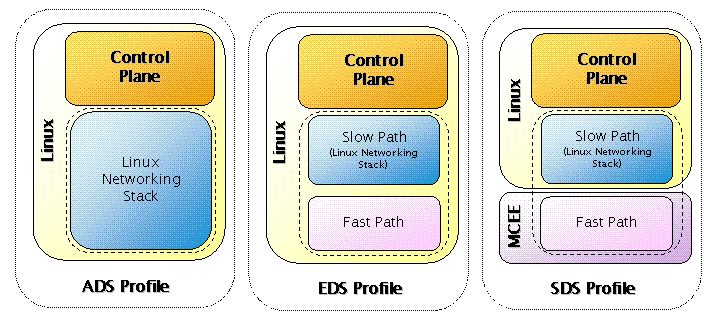 Control
Plane
Linux
Linux
Networking
Stack
ADS Profile
Control
Plane
Linux
Slow Path
(Linux Networking
Stack)
Fast Path
EDS Profile
Control
Plane
Linux
Slow Path
(Linux Networking
Stack)
MCEE
Fast Path
SDS Profile